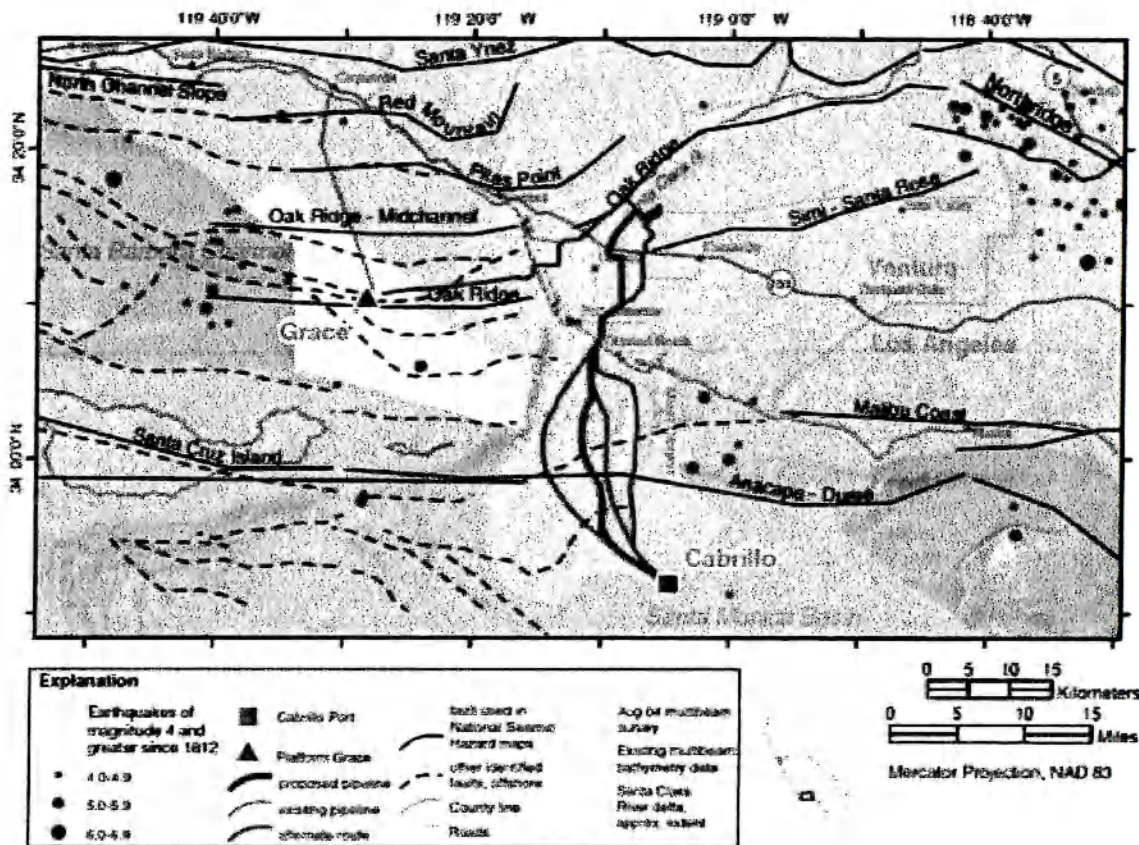 119 40'0"W
119 20'0" W
119 0'0" W
118 40'0"W
34 20'0"N
34 00'0"N
Santa Ynez
North Channel Slope
Red Mountain
Pitas Point
Oak Ridge
Oak Ridge - Midchannel
Oak Ridge
Simi - Santa Rosa
Northridge
5
101
Ventura
Los Angeles
Grace
Santa Cruz Island
Malibu Coast
Anacapa - Dume
Cabrillo
Santa Monica Basin
Explanation
Earthquakes of
magnitude 4 and
greater since 1812
4.0-4.9
5.0-5.9
6.0-6.9
Cabrillo Port
Platform Grace
proposed pipeline
existing pipeline
alternate route
fault used in
National Seismic
Hazard maps
other identified
faults, offshore
County line
Roads
Aug 04 multibeam
survey
Existing multibeam
bathymetry data
Santa Clara
River delta,
approx. extent
0 5 10 15
Kilometers
0 5 10 15
Miles
Mercator Projection, NAD 83